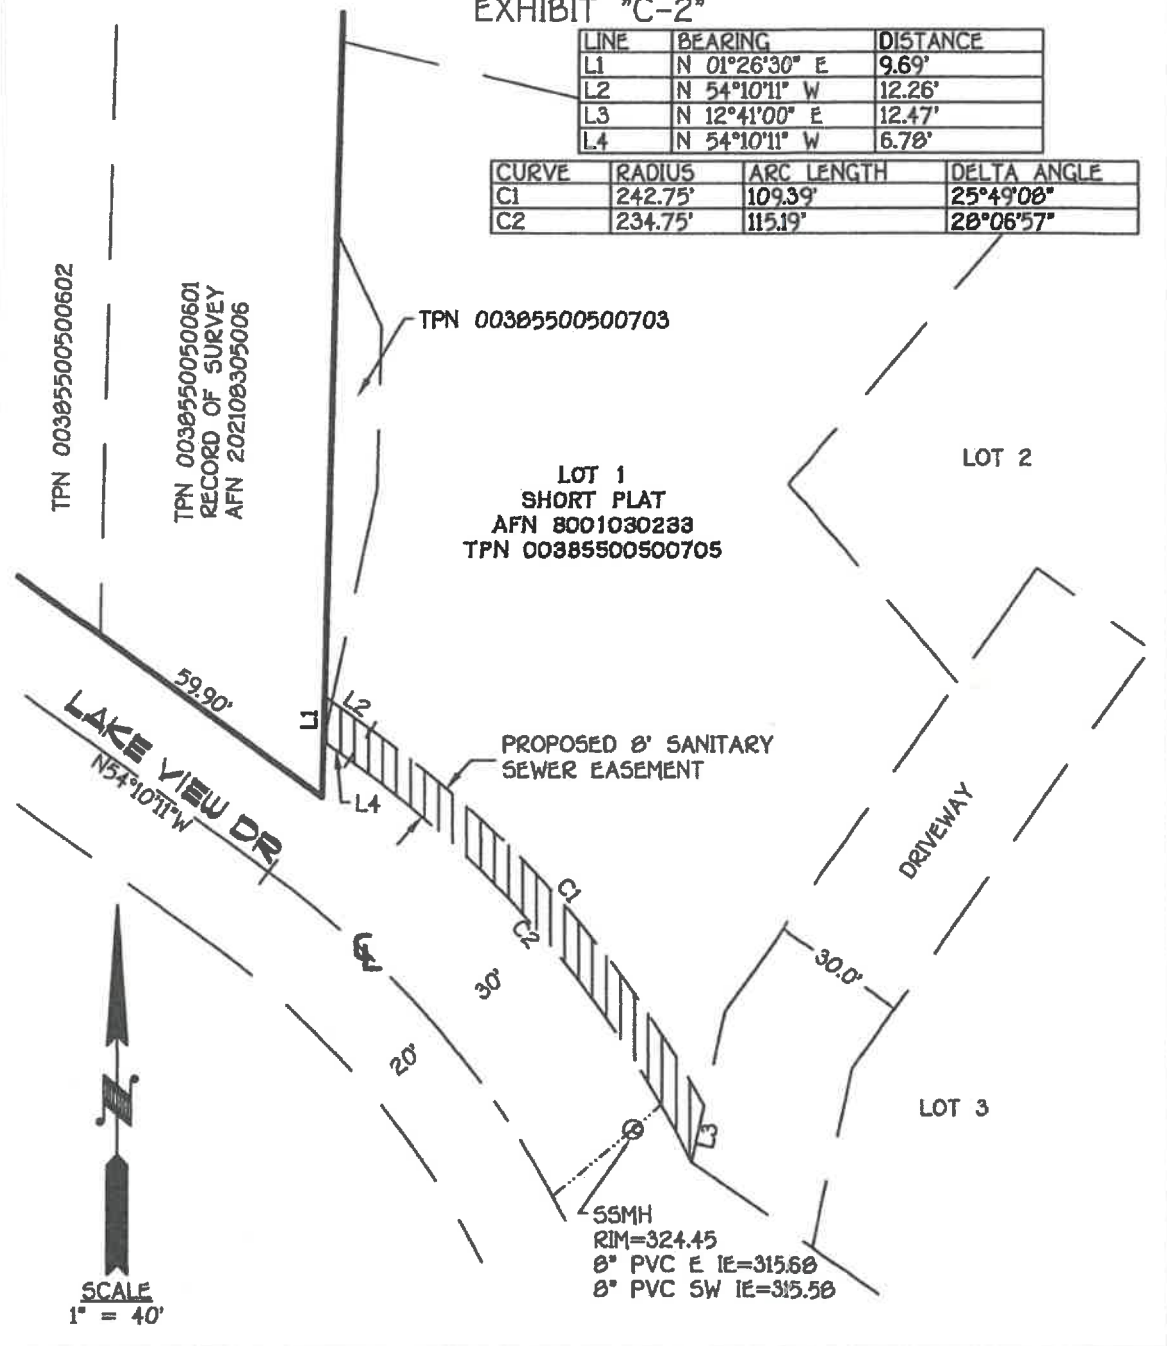 EXHIBIT "C-2"
LINE BEARING DISTANCE
L1 N 01°26'30" E 9.69'
L2 N 54°10'11" W 12.26'
L3 N 12°41'00" E 12.47'
L4 N 54°10'11" W 6.78'
CURVE RADIUS ARC LENGTH DELTA ANGLE
C1 242.75' 109.39' 25°49'08"
C2 234.75' 115.19' 28°06'57"
TPN 00385500500602
TPN 00385500500601
RECORD OF SURVEY
AFN 202108305006
TPN 00385500500703
LOT 1
SHORT PLAT
AFN 8001030233
TPN 00385500500705
LOT 2
59.90'
L1
L2
LAKE VIEW DR
N54°10'11"W
PROPOSED 8' SANITARY
SEWER EASEMENT
L4
DRIVEWAY
C1
C2
CL
30'
30.0'
20'
N
LOT 3
L3
SSMH
RIM=324.45
8" PVC E IE=315.68
8" PVC SW IE=315.58
SCALE
1" = 40'